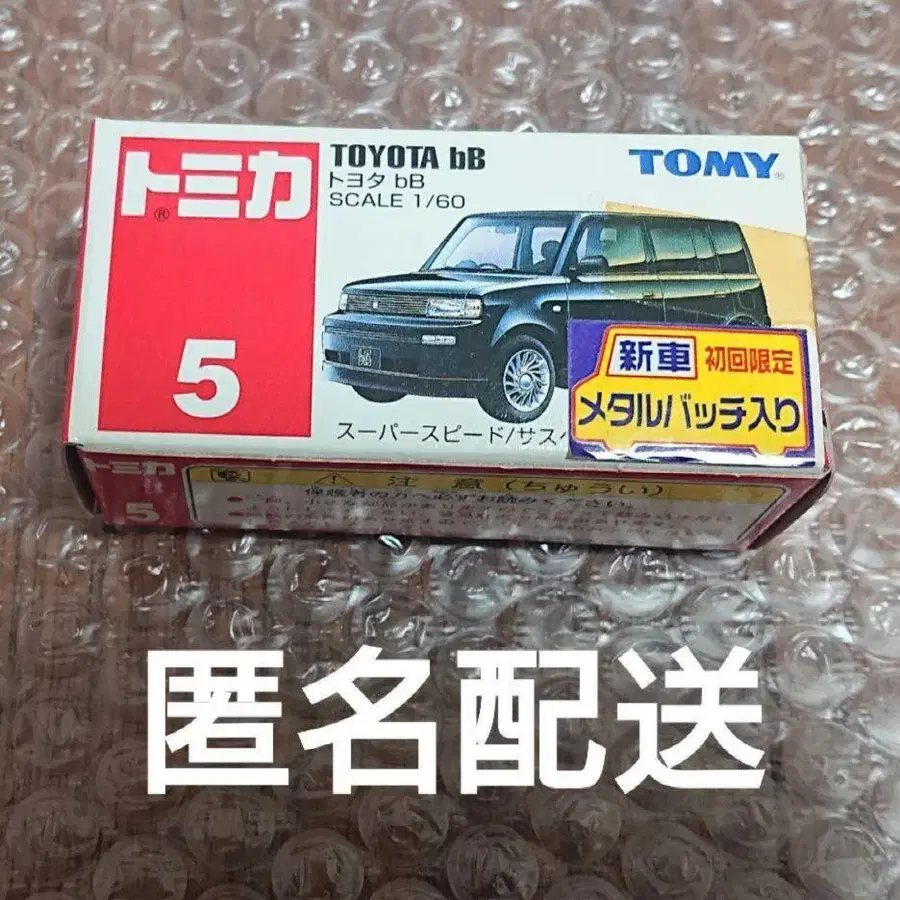 トミカ
5
TOYOTA bB
トヨタ bB
SCALE 1/60
TOMY
bB
新車 初回限定
メタルバッチ入り
スーパースピード/サス
トミカ
5
注意(ちゅうい)
保護者の方へ必ずお読みください。
匿名配送